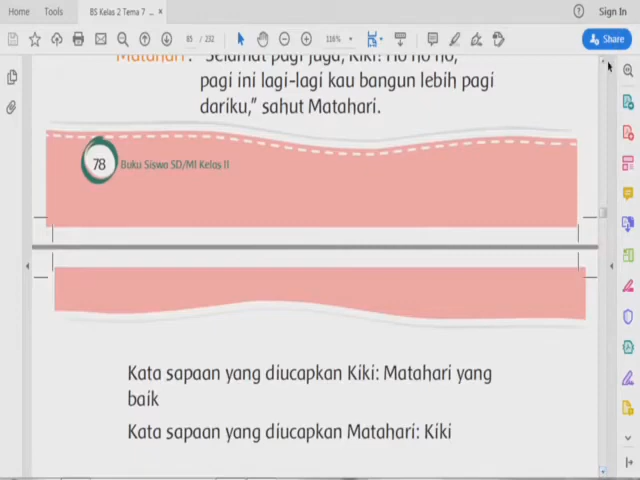 Home Tools BS Kelas 2 Tema 7 ... × Sign In
85 / 232 116% Share
Matahari: "Selamat pagi juga, Kiki! Ho ho ho,
pagi ini lagi-lagi kau bangun lebih pagi
dariku," sahut Matahari.
78 Buku Siswa SD/MI Kelas II
Kata sapaan yang diucapkan Kiki: Matahari yang
baik
Kata sapaan yang diucapkan Matahari: Kiki